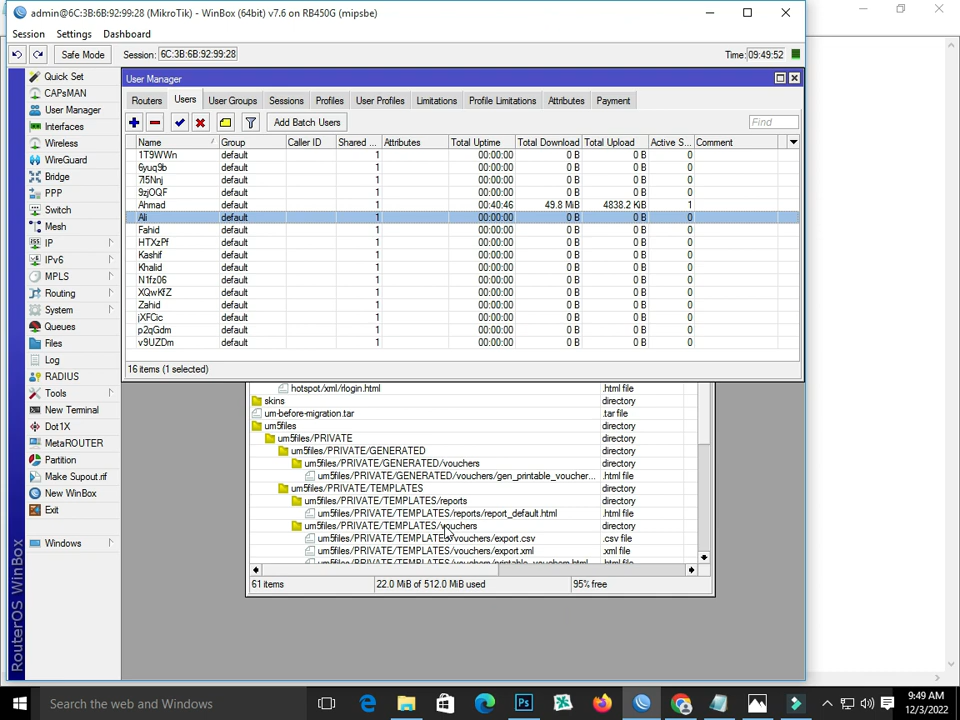 admin@6C:3B:6B:92:99:28 (MikroTik) - WinBox (64bit) v7.6 on RB450G (mipsbe)
Session Settings Dashboard
Safe Mode Session: 6C:3B:6B:92:99:28 Time: 09:49:52
Quick Set
CAPsMAN
User Manager
Interfaces
Wireless
WireGuard
Bridge
PPP
Switch
Mesh
IP
IPv6
MPLS
Routing
System
Queues
Files
Log
RADIUS
Tools
New Terminal
Dot1X
MetaROUTER
Partition
Make Supout.rif
New WinBox
Exit
Windows
RouterOS WinBox
User Manager
Routers Users User Groups Sessions Profiles User Profiles Limitations Profile Limitations Attributes Payment
Add Batch Users Find
Name Group Caller ID Shared ... Attributes Total Uptime Total Download Total Upload Active S... Comment
1T9WWn default 1 00:00:00 0 B 0 B 0
6yuq9b default 1 00:00:00 0 B 0 B 0
7l5Nnj default 1 00:00:00 0 B 0 B 0
9zjOQF default 1 00:00:00 0 B 0 B 0
Ahmad default 1 00:40:46 49.8 MiB 4838.2 KiB 1
Ali default 1 00:00:00 0 B 0 B 0
Fahid default 1 00:00:00 0 B 0 B 0
HTXzPf default 1 00:00:00 0 B 0 B 0
Kashif default 1 00:00:00 0 B 0 B 0
Khalid default 1 00:00:00 0 B 0 B 0
N1fz06 default 1 00:00:00 0 B 0 B 0
XQwKfZ default 1 00:00:00 0 B 0 B 0
Zahid default 1 00:00:00 0 B 0 B 0
jXFCic default 1 00:00:00 0 B 0 B 0
p2qGdm default 1 00:00:00 0 B 0 B 0
v9UZDm default 1 00:00:00 0 B 0 B 0
16 items (1 selected)
hotspot/xml/rlogin.html .html file
skins directory
um-before-migration.tar .tar file
um5files directory
um5files/PRIVATE directory
um5files/PRIVATE/GENERATED directory
um5files/PRIVATE/GENERATED/vouchers directory
um5files/PRIVATE/GENERATED/vouchers/gen_printable_voucher... .html file
um5files/PRIVATE/TEMPLATES directory
um5files/PRIVATE/TEMPLATES/reports directory
um5files/PRIVATE/TEMPLATES/reports/report_default.html .html file
um5files/PRIVATE/TEMPLATES/vouchers directory
um5files/PRIVATE/TEMPLATES/vouchers/export.csv .csv file
um5files/PRIVATE/TEMPLATES/vouchers/export.xml .xml file
um5files/PRIVATE/TEMPLATES/vouchers/printable_vouchers.html .html file
61 items 22.0 MiB of 512.0 MiB used 95% free
Search the web and Windows
9:49 AM
12/3/2022